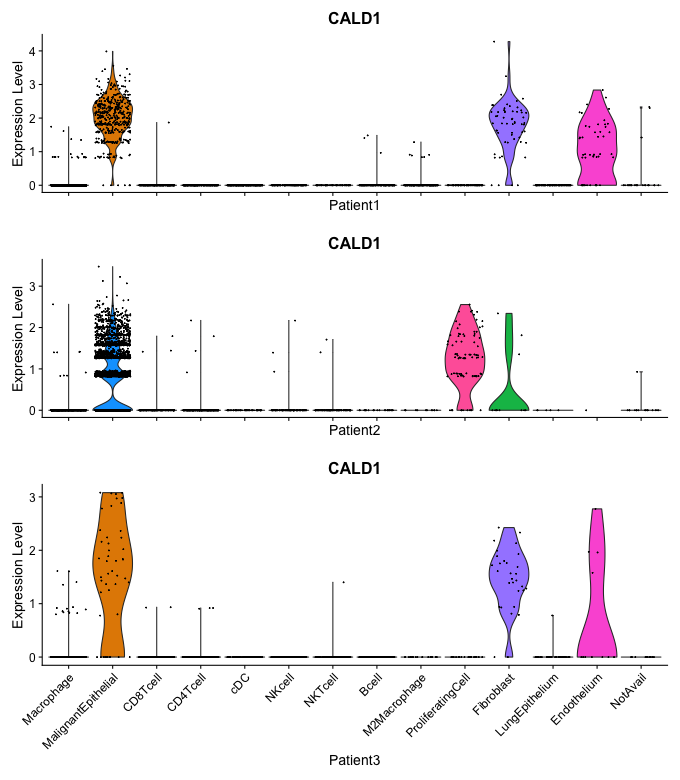 CALD1
Expression Level
4
3
2
1
0
Patient1
CALD1
Expression Level
3
2
1
0
Patient2
CALD1
Expression Level
3
2
1
0
Macrophage
MalignantEpithelial
CD8Tcell
CD4Tcell
cDC
NKcell
NKTcell
Bcell
M2Macrophage
ProliferatingCell
Fibroblast
LungEpithelium
Endothelium
NotAvail
Patient3